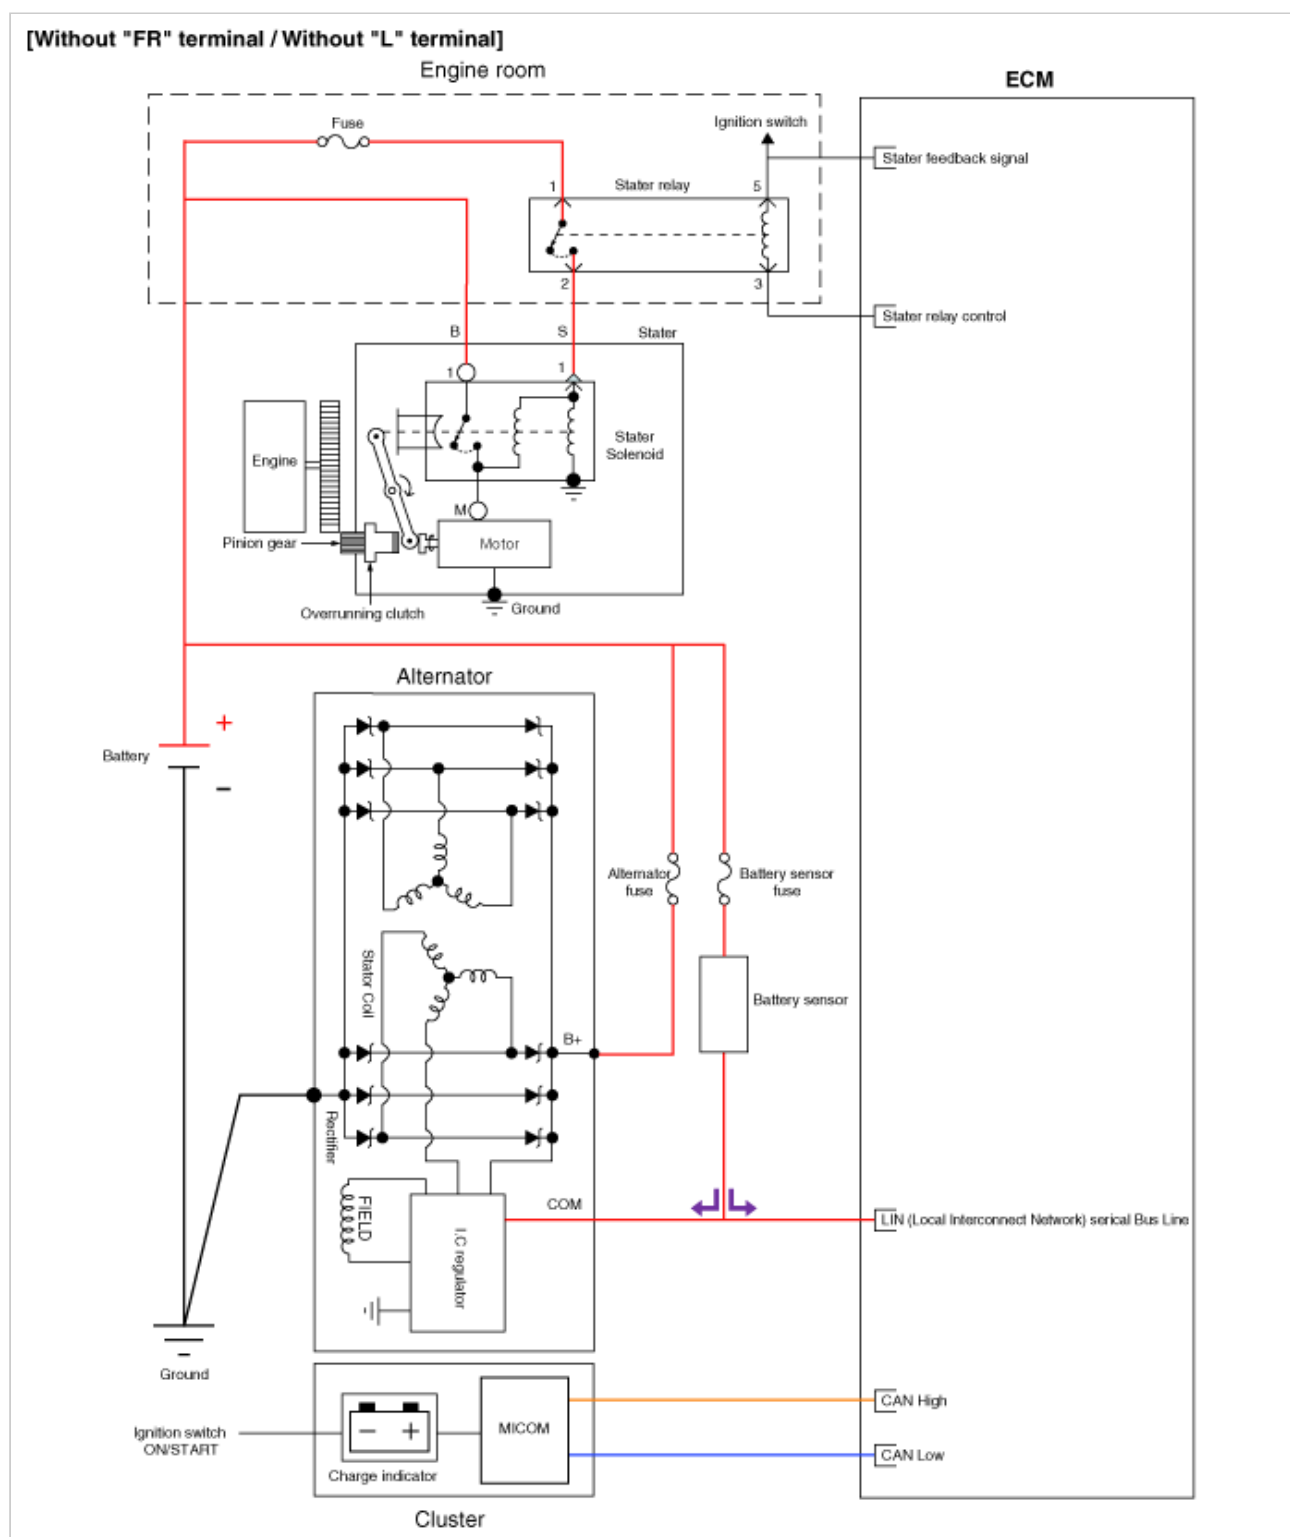 [Without "FR" terminal / Without "L" terminal]
Engine room
ECM
Fuse
Ignition switch
Stater feedback signal
1
Stater relay
5
2
3
Stater relay control
B
S
Stater
1
1
Stater
Solenoid
Engine
M
Motor
Pinion gear
Overrunning clutch
Ground
Alternator
+
Battery
−
Alternator
fuse
Battery sensor
fuse
Stator Coil
Battery sensor
B+
Rectifier
COM
FIELD
I.C regulator
LIN (Local Interconnect Network) serical Bus Line
Ground
CAN High
Ignition switch
ON/START
− +
MICOM
CAN Low
Charge indicator
Cluster